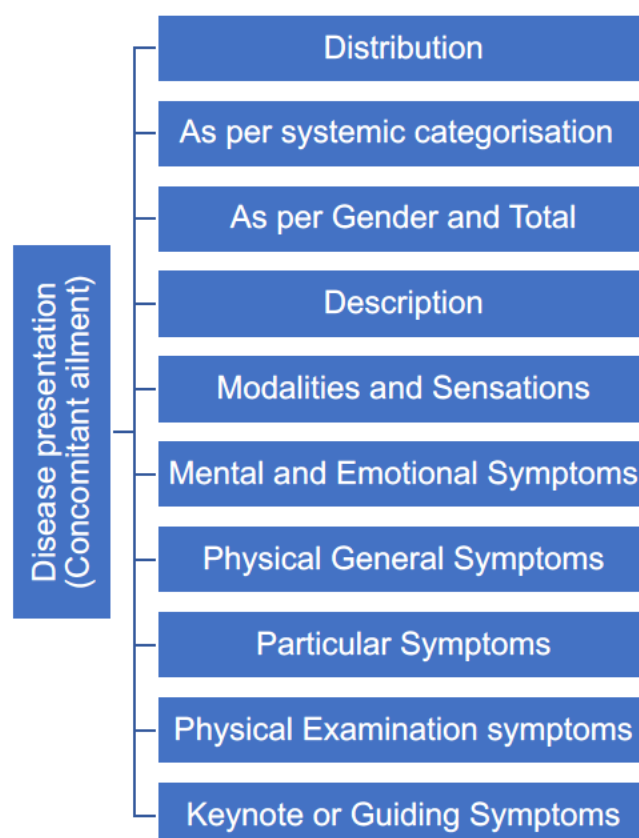 Disease presentation
(Concomitant ailment)
Distribution
As per systemic categorisation
As per Gender and Total
Description
Modalities and Sensations
Mental and Emotional Symptoms
Physical General Symptoms
Particular Symptoms
Physical Examination symptoms
Keynote or Guiding Symptoms